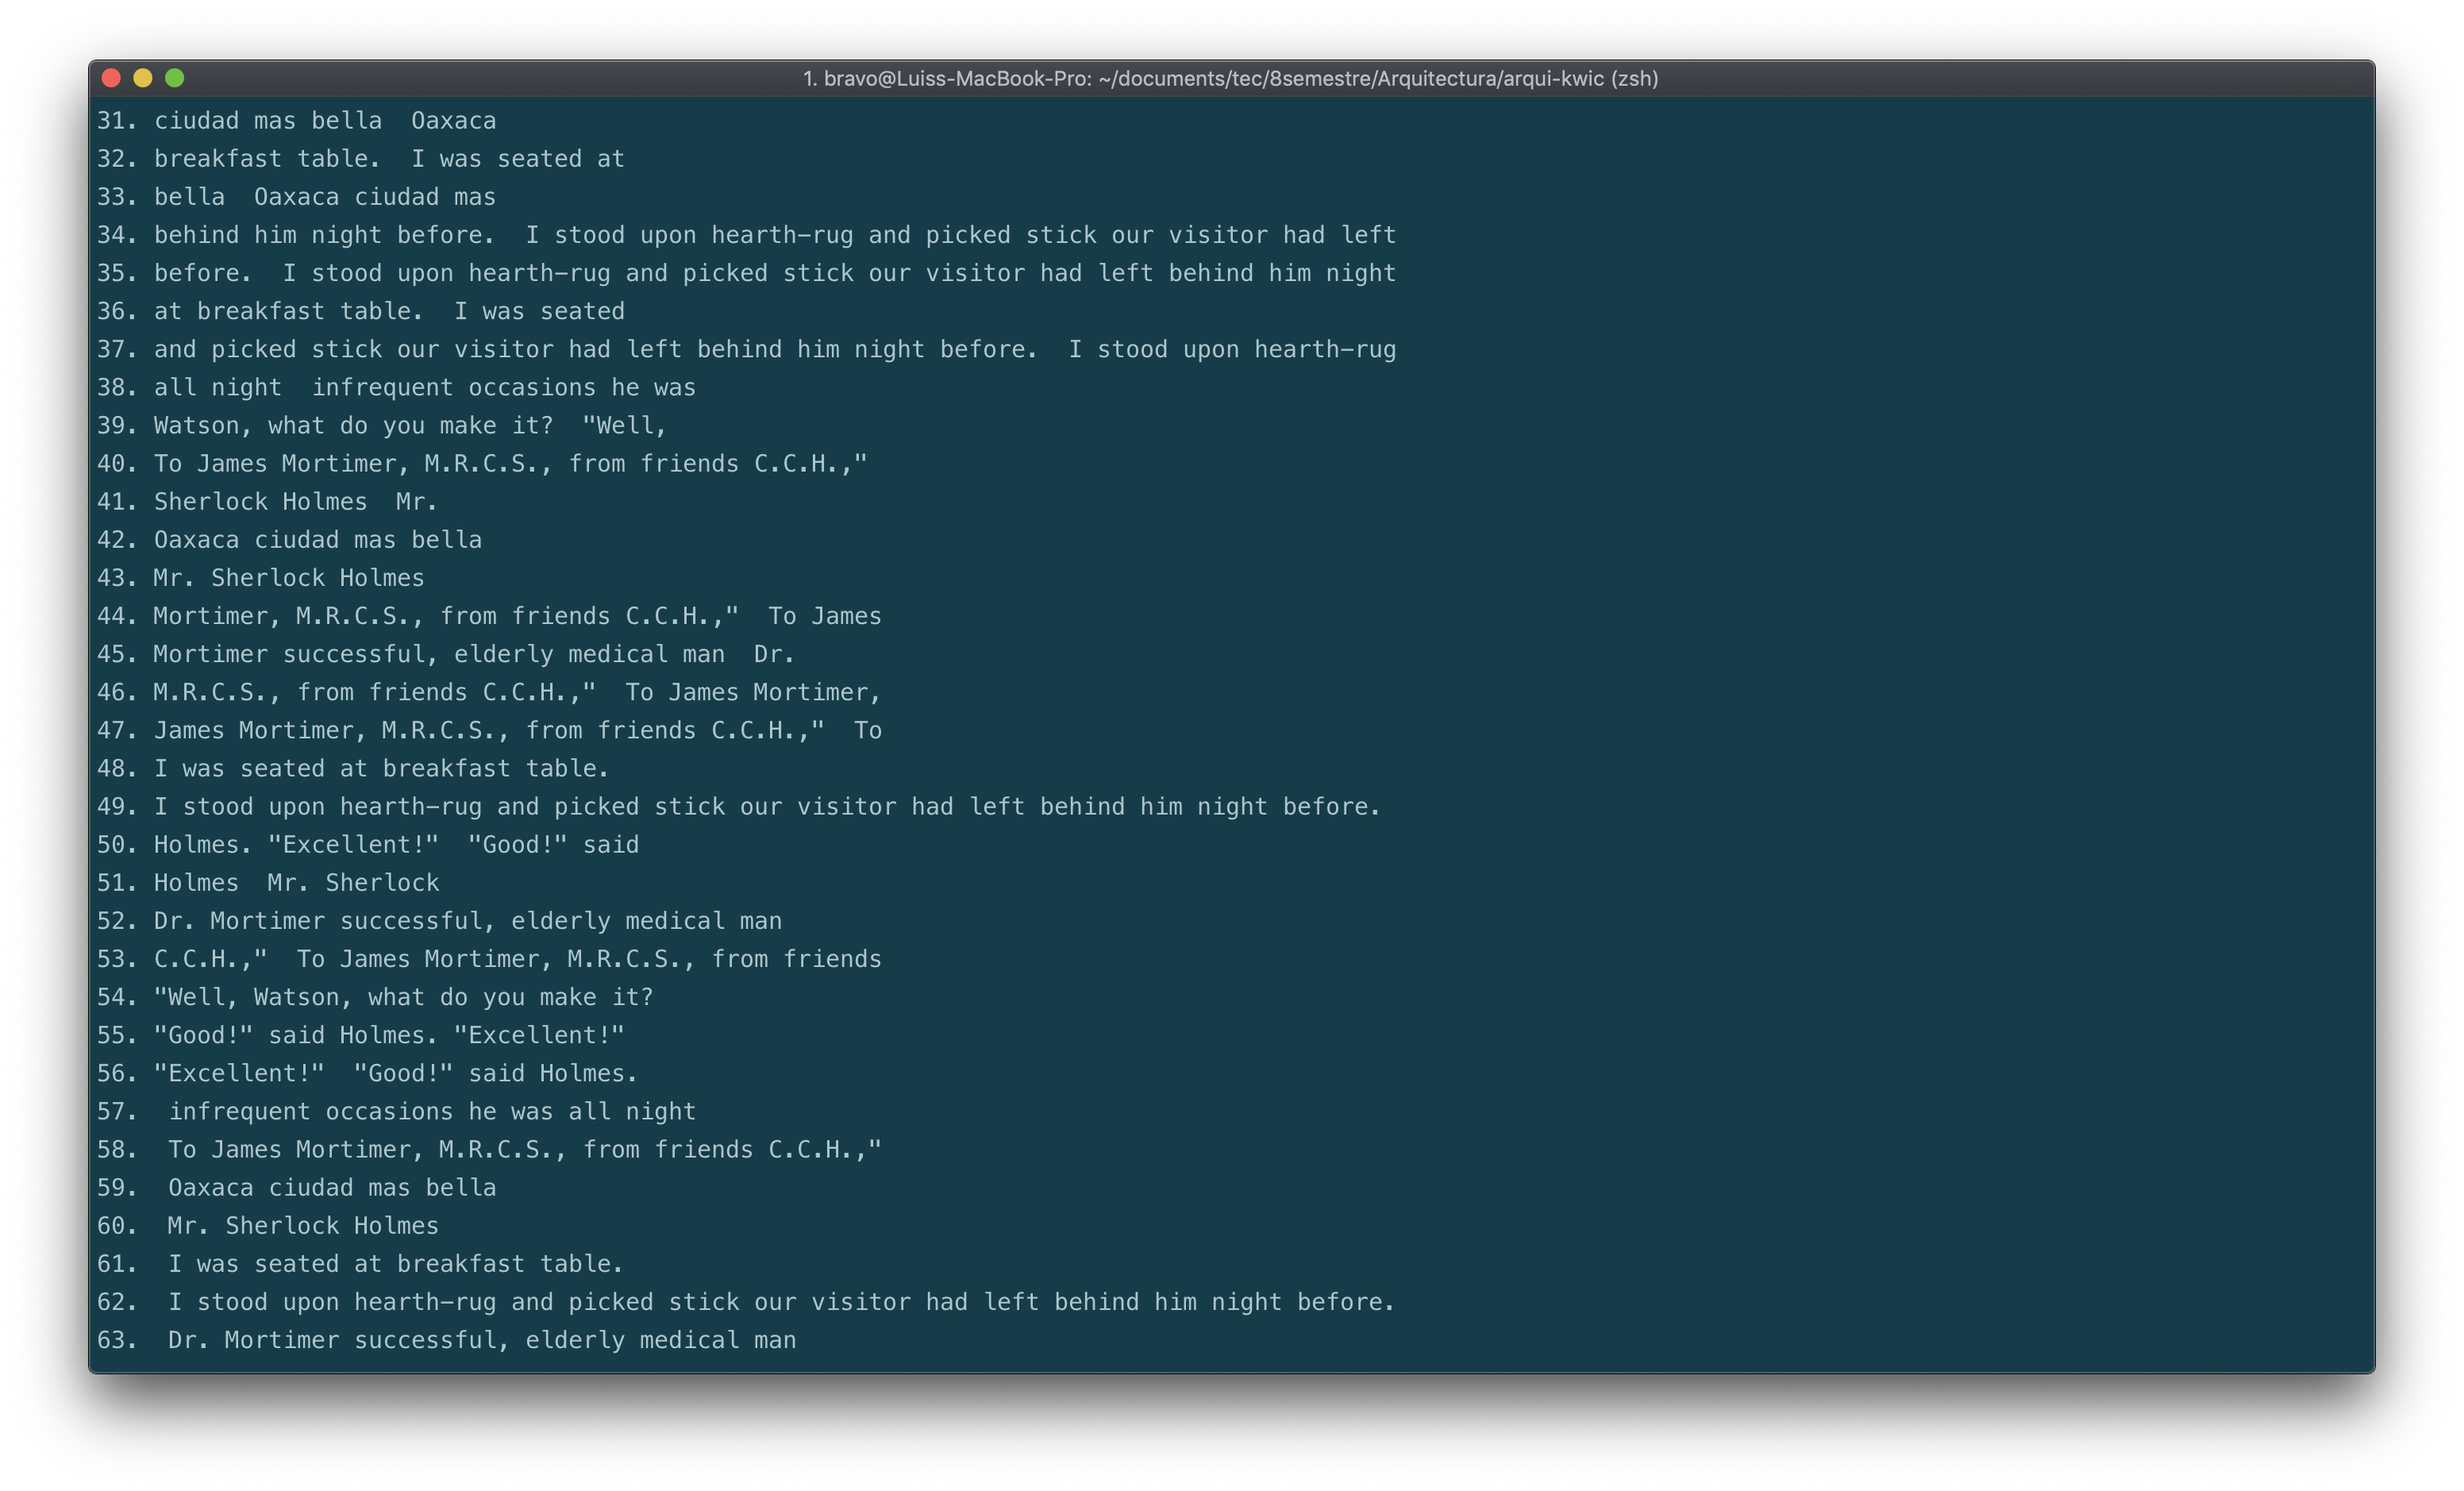 1. bravo@Luiss-MacBook-Pro: ~/documents/tec/8semestre/Arquitectura/arqui-kwic (zsh)
31. ciudad mas bella  Oaxaca
32. breakfast table.  I was seated at
33. bella  Oaxaca ciudad mas
34. behind him night before.  I stood upon hearth-rug and picked stick our visitor had left
35. before.  I stood upon hearth-rug and picked stick our visitor had left behind him night
36. at breakfast table.  I was seated
37. and picked stick our visitor had left behind him night before.  I stood upon hearth-rug
38. all night  infrequent occasions he was
39. Watson, what do you make it?  "Well,
40. To James Mortimer, M.R.C.S., from friends C.C.H.,"
41. Sherlock Holmes  Mr.
42. Oaxaca ciudad mas bella
43. Mr. Sherlock Holmes
44. Mortimer, M.R.C.S., from friends C.C.H.,"  To James
45. Mortimer successful, elderly medical man  Dr.
46. M.R.C.S., from friends C.C.H.,"  To James Mortimer,
47. James Mortimer, M.R.C.S., from friends C.C.H.,"  To
48. I was seated at breakfast table.
49. I stood upon hearth-rug and picked stick our visitor had left behind him night before.
50. Holmes. "Excellent!"  "Good!" said
51. Holmes  Mr. Sherlock
52. Dr. Mortimer successful, elderly medical man
53. C.C.H.,"  To James Mortimer, M.R.C.S., from friends
54. "Well, Watson, what do you make it?
55. "Good!" said Holmes. "Excellent!"
56. "Excellent!"  "Good!" said Holmes.
57.  infrequent occasions he was all night
58.  To James Mortimer, M.R.C.S., from friends C.C.H.,"
59.  Oaxaca ciudad mas bella
60.  Mr. Sherlock Holmes
61.  I was seated at breakfast table.
62.  I stood upon hearth-rug and picked stick our visitor had left behind him night before.
63.  Dr. Mortimer successful, elderly medical man